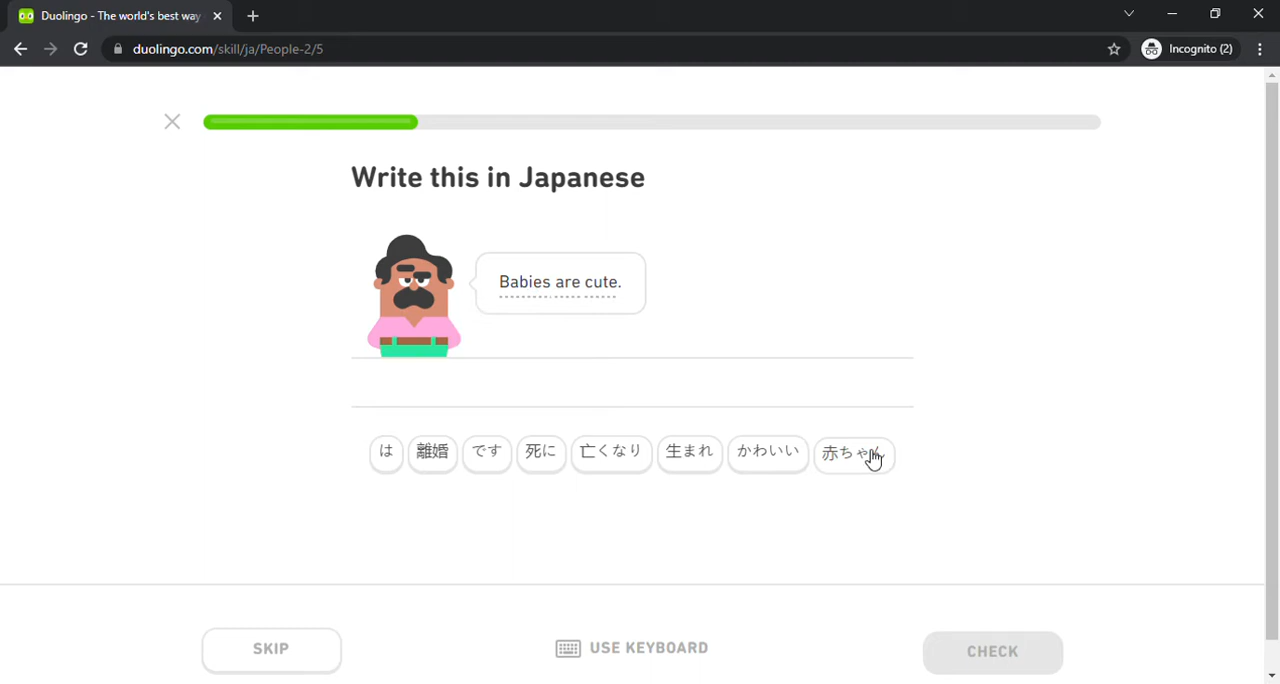 Duolingo - The world's best way
duolingo.com/skill/ja/People-2/5
Incognito (2)
Write this in Japanese
Babies are cute.
は 離婚 です 死に 亡くなり 生まれ かわいい 赤ちゃん
SKIP
USE KEYBOARD
CHECK